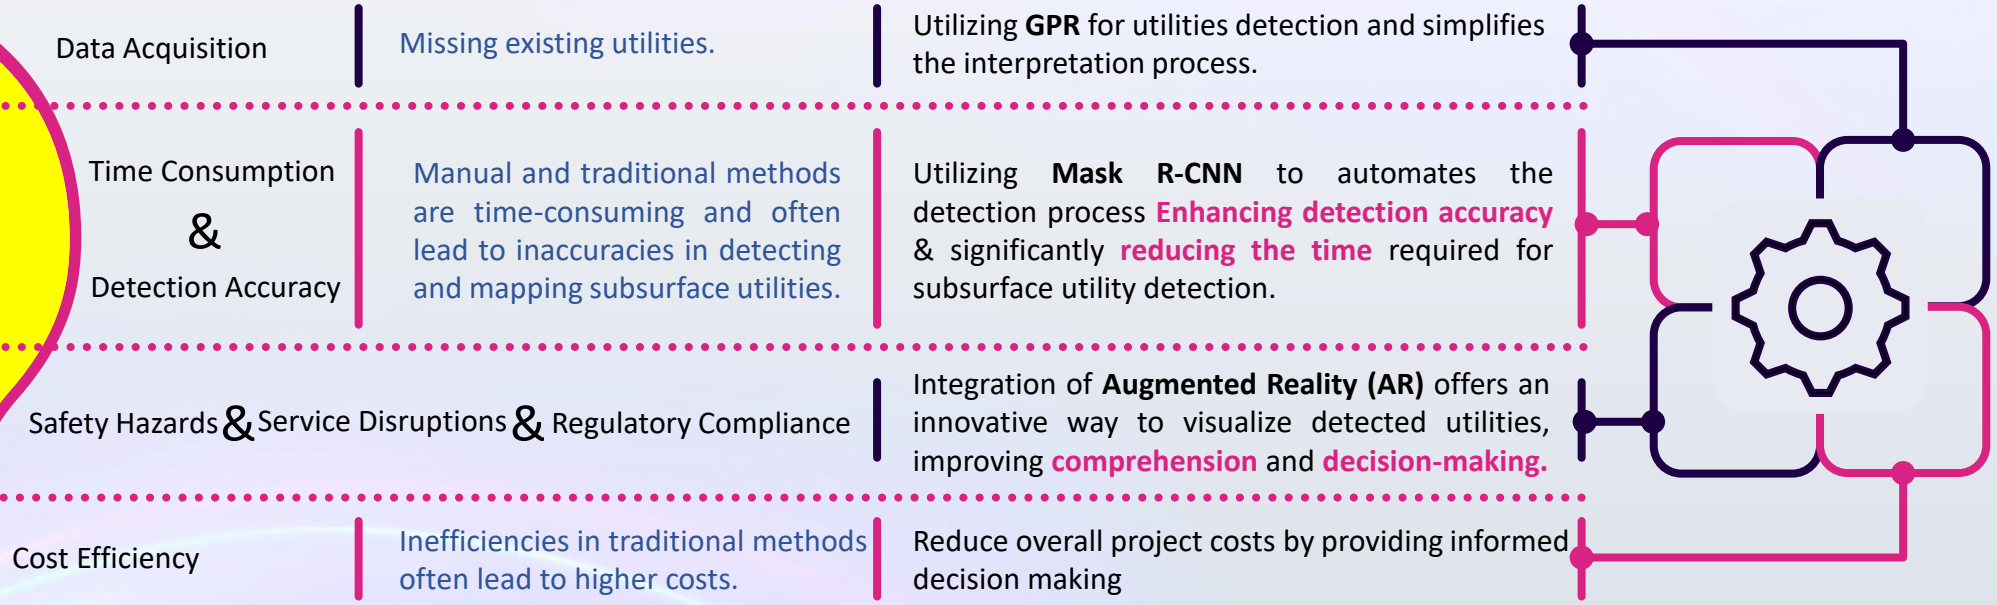 Data Acquisition
Missing existing utilities.
Utilizing GPR for utilities detection and simplifies
the interpretation process.
Time Consumption
&
Detection Accuracy
Manual and traditional methods
are time-consuming and often
lead to inaccuracies in detecting
and mapping subsurface utilities.
Utilizing Mask R-CNN to automates the
detection process Enhancing detection accuracy
& significantly reducing the time required for
subsurface utility detection.
Safety Hazards & Service Disruptions & Regulatory Compliance
Integration of Augmented Reality (AR) offers an
innovative way to visualize detected utilities,
improving comprehension and decision-making.
Cost Efficiency
Inefficiencies in traditional methods
often lead to higher costs.
Reduce overall project costs by providing informed
decision making